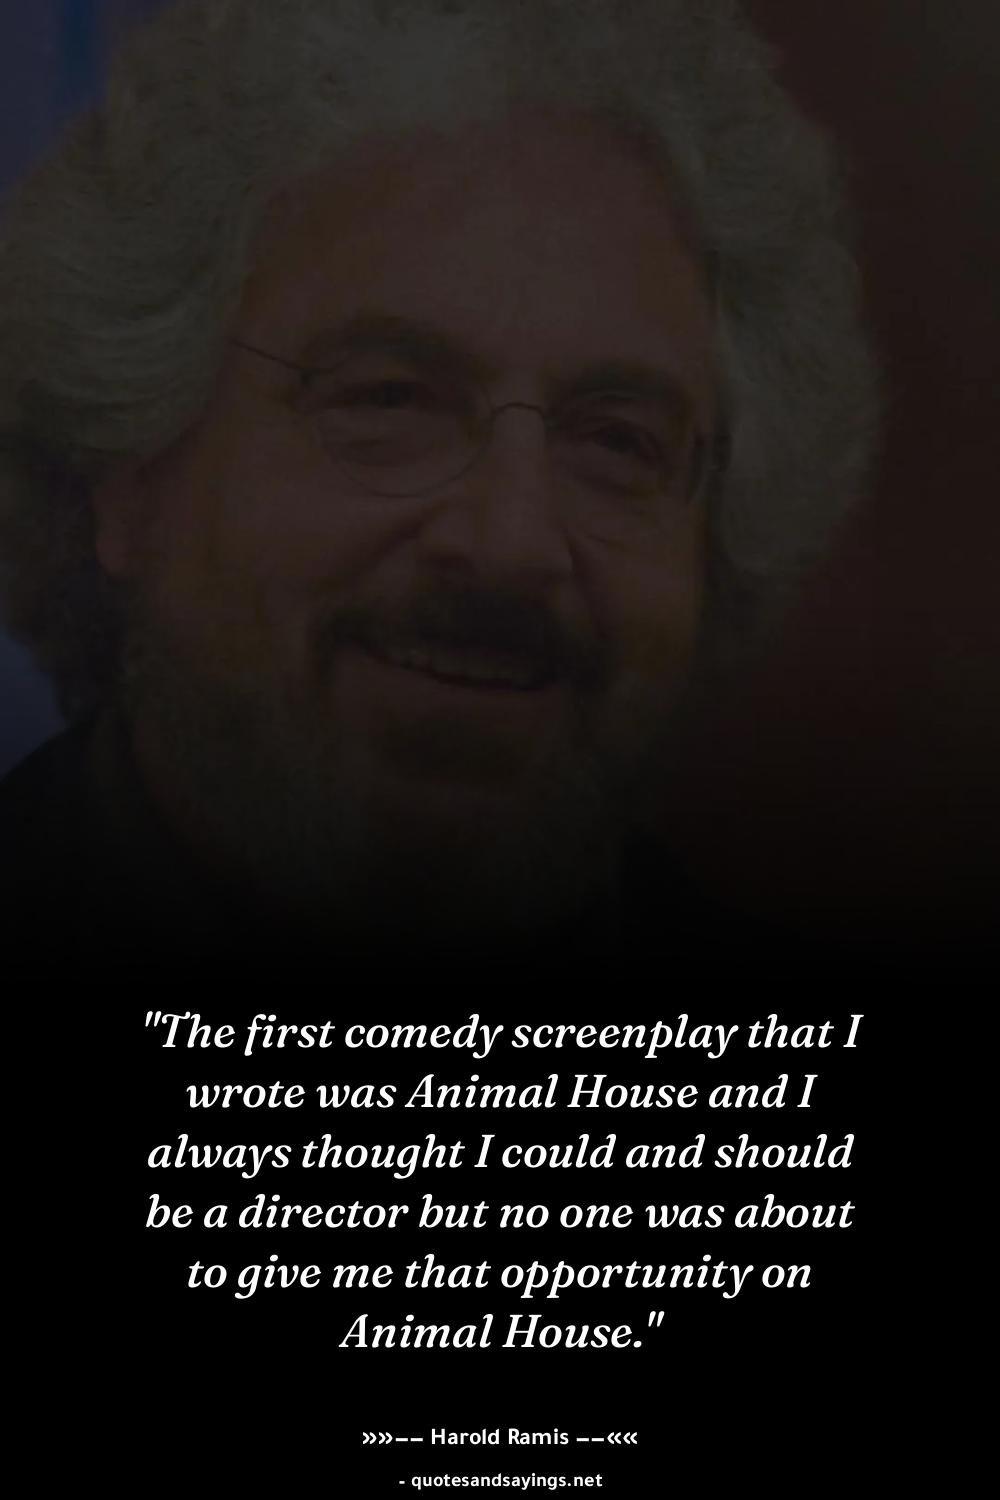 "The first comedy screenplay that I
wrote was Animal House and I
always thought I could and should
be a director but no one was about
to give me that opportunity on
Animal House."
»»−− Harold Ramis −−««
- quotesandsayings.net